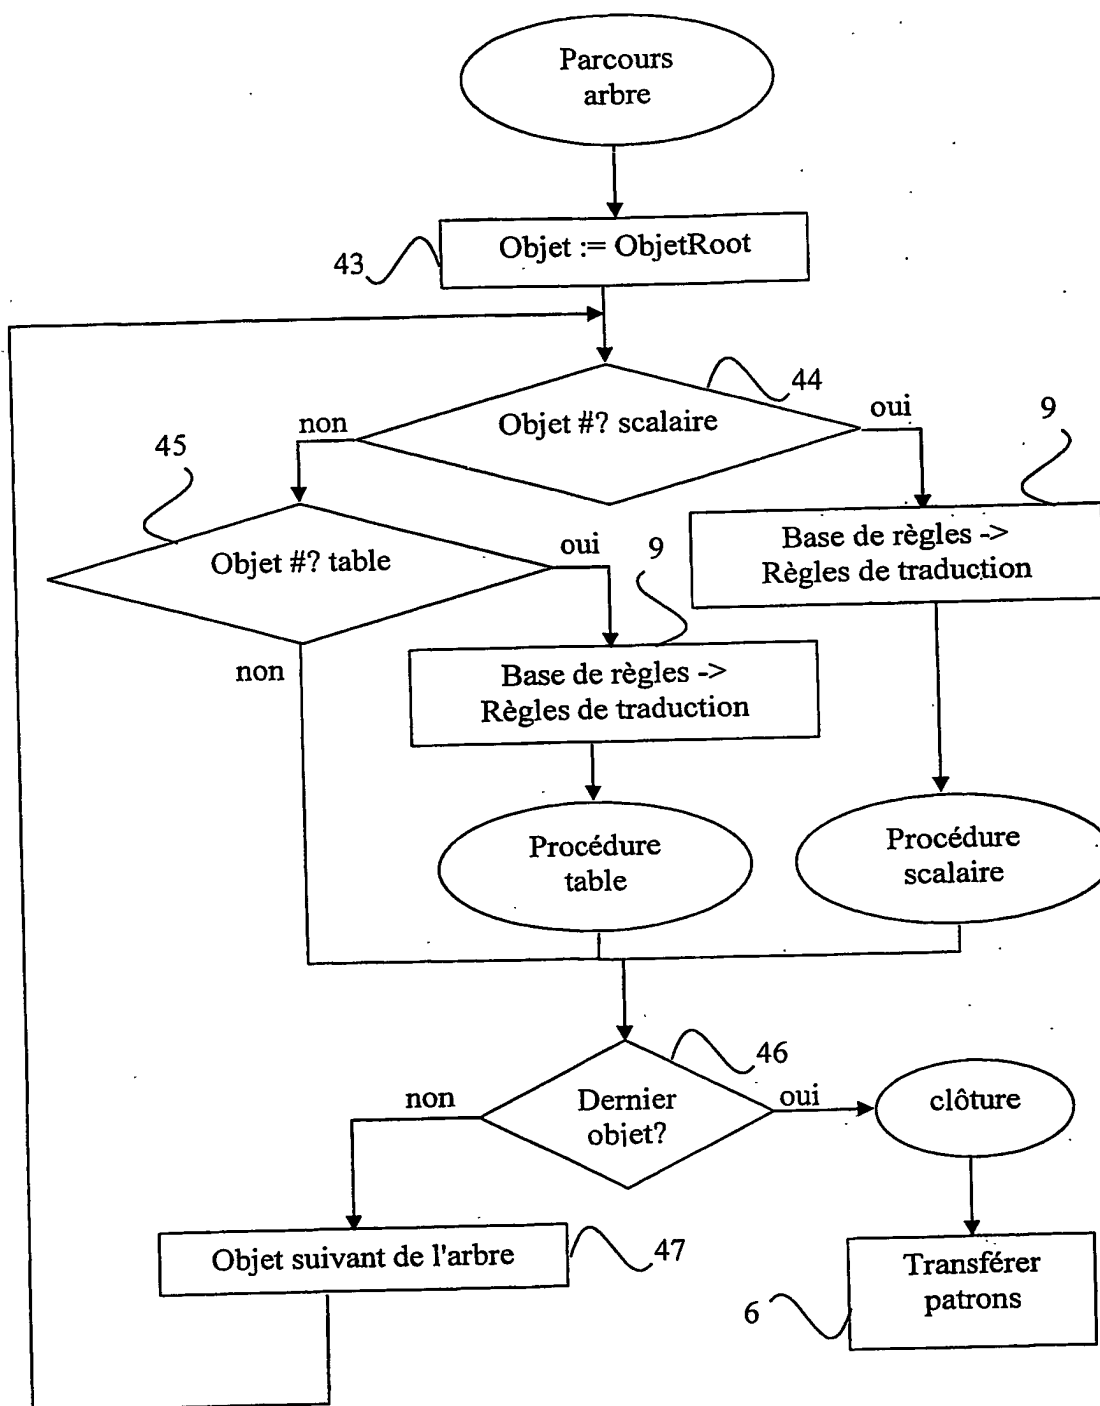 Parcours
arbre
Objet := ObjetRoot
43
44
Objet #? scalaire
non
oui
9
45
Objet #? table
oui
9
Base de règles ->
Règles de traduction
non
Base de règles ->
Règles de traduction
Procédure
table
Procédure
scalaire
46
non
Dernier
objet?
oui
clôture
Objet suivant de l'arbre
47
Transférer
patrons
6